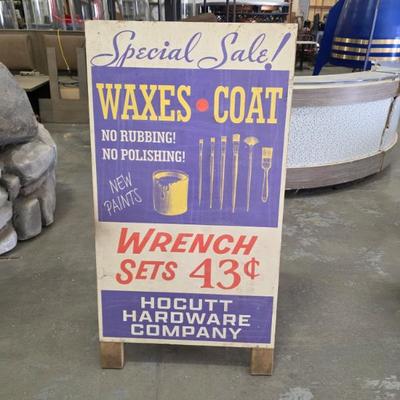 Special Sale!
WAXES • COAT
NO RUBBING!
NO POLISHING!
NEW
PAINTS
WRENCH
SETS 43¢
HOCUTT
HARDWARE
COMPANY